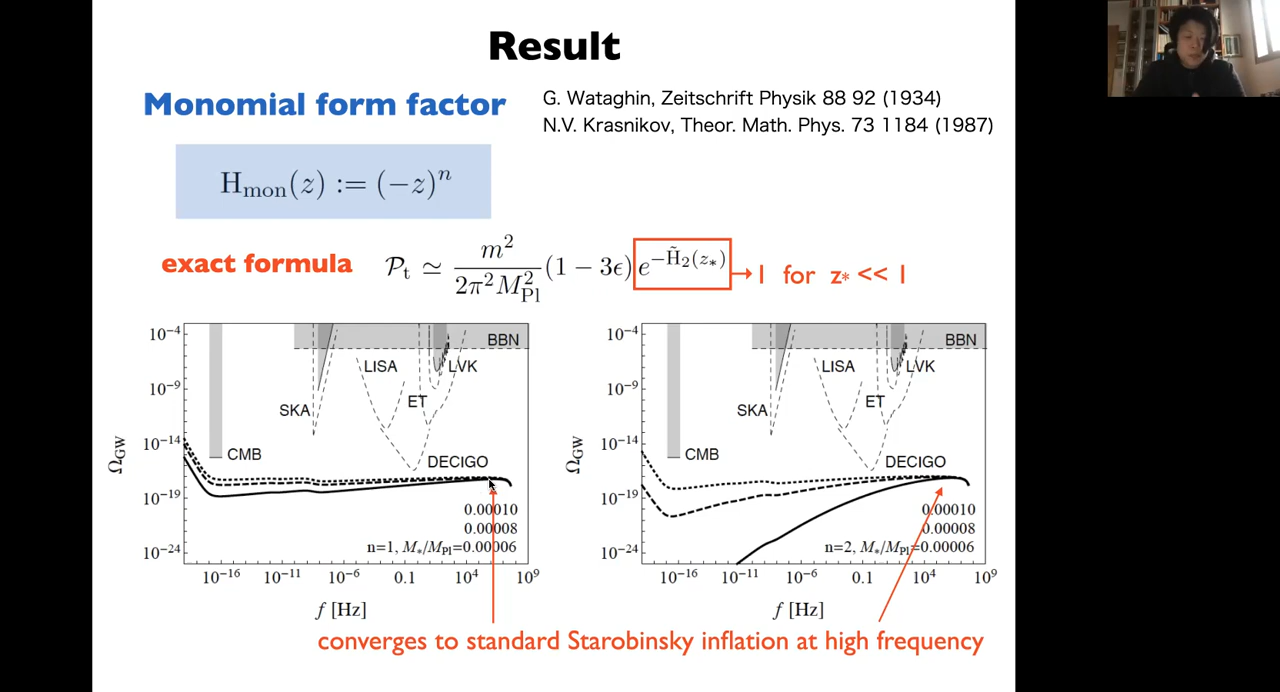 Result
Monomial form factor
G. Wataghin, Zeitschrift Physik 88 92 (1934)
N.V. Krasnikov, Theor. Math. Phys. 73 1184 (1987)
H_mon(z) := (−z)^n
exact formula
𝒫_t ≃ m²/(2π²M²_Pl) (1 − 3ϵ) e^{−H̃₂(z_*)} → 1 for z* << 1
10⁻⁴
10⁻⁹
10⁻¹⁴
10⁻¹⁹
10⁻²⁴
Ω_GW
BBN
LISA
LVK
SKA
ET
CMB
DECIGO
0.00010
0.00008
n=1, M_*/M_Pl=0.00006
10⁻¹⁶ 10⁻¹¹ 10⁻⁶ 0.1 10⁴ 10⁹
f [Hz]
10⁻⁴
10⁻⁹
10⁻¹⁴
10⁻¹⁹
10⁻²⁴
Ω_GW
BBN
LISA
LVK
SKA
ET
CMB
DECIGO
0.00010
0.00008
n=2, M_*/M_Pl=0.00006
10⁻¹⁶ 10⁻¹¹ 10⁻⁶ 0.1 10⁴ 10⁹
f [Hz]
converges to standard Starobinsky inflation at high frequency